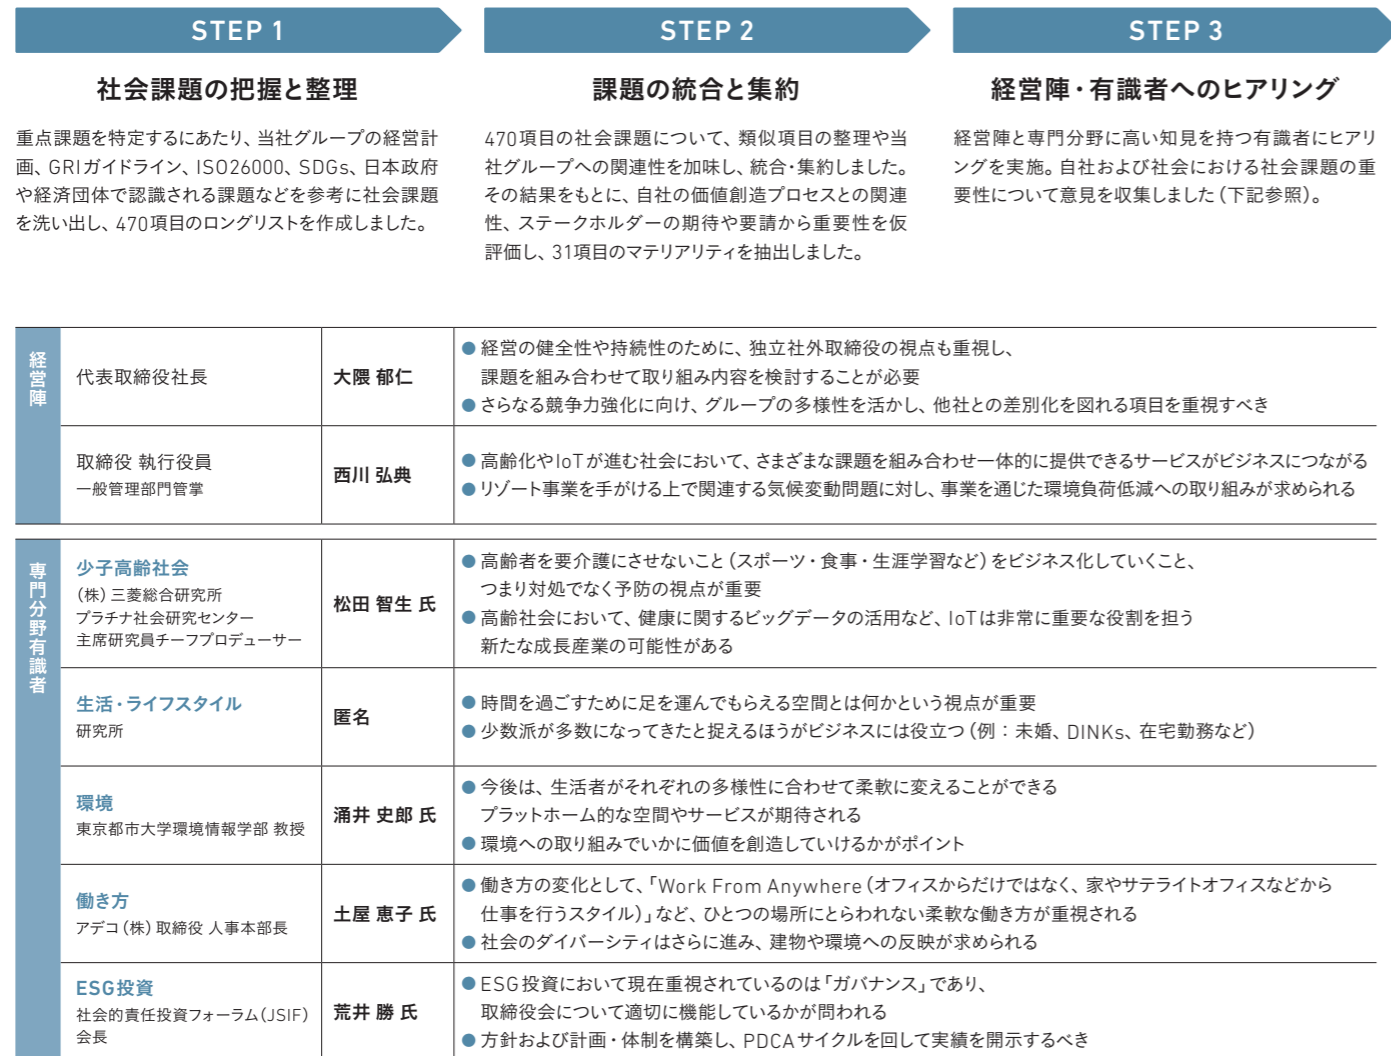 STEP 1
社会課題の把握と整理
重点課題を特定するにあたり、当社グループの経営計
画、GRIガイドライン、ISO26000、SDGs、日本政府
や経済団体で認識される課題などを参考に社会課題
を洗い出し、470項目のロングリストを作成しました。
STEP 2
課題の統合と集約
470項目の社会課題について、類似項目の整理や当
社グループへの関連性を加味し、統合・集約しました。
その結果をもとに、自社の価値創造プロセスとの関連
性、ステークホルダーの期待や要請から重要性を仮
評価し、31項目のマテリアリティを抽出しました。
STEP 3
経営陣・有識者へのヒアリング
経営陣と専門分野に高い知見を持つ有識者にヒアリ
ングを実施。自社および社会における社会課題の重
要性について意見を収集しました（下記参照）。
経営陣
代表取締役社長
大隈 郁仁
● 経営の健全性や持続性のために、独立社外取締役の視点も重視し、
課題を組み合わせて取り組み内容を検討することが必要
● さらなる競争力強化に向け、グループの多様性を活かし、他社との差別化を図れる項目を重視すべき
取締役 執行役員
一般管理部門管掌
西川 弘典
● 高齢化やIoTが進む社会において、さまざまな課題を組み合わせ一体的に提供できるサービスがビジネスにつながる
● リゾート事業を手がける上で関連する気候変動問題に対し、事業を通じた環境負荷低減への取り組みが求められる
専門分野有識者
少子高齢社会
（株）三菱総合研究所
プラチナ社会研究センター
主席研究員チーフプロデューサー
松田 智生 氏
● 高齢者を要介護にさせないこと（スポーツ・食事・生涯学習など）をビジネス化していくこと、
つまり対処でなく予防の視点が重要
● 高齢社会において、健康に関するビッグデータの活用など、IoTは非常に重要な役割を担う
新たな成長産業の可能性がある
生活・ライフスタイル
研究所
匿名
● 時間を過ごすために足を運んでもらえる空間とは何かという視点が重要
● 少数派が多数になってきたと捉えるほうがビジネスには役立つ（例：未婚、DINKs、在宅勤務など）
環境
東京都市大学環境情報学部 教授
涌井 史郎 氏
● 今後は、生活者がそれぞれの多様性に合わせて柔軟に変えることができる
プラットホーム的な空間やサービスが期待される
● 環境への取り組みでいかに価値を創造していけるかがポイント
働き方
アデコ（株）取締役 人事本部長
土屋 恵子 氏
● 働き方の変化として、「Work From Anywhere（オフィスからだけではなく、家やサテライトオフィスなどから
仕事を行うスタイル）」など、ひとつの場所にとらわれない柔軟な働き方が重視される
● 社会のダイバーシティはさらに進み、建物や環境への反映が求められる
ESG投資
社会的責任投資フォーラム（JSIF）
会長
荒井 勝 氏
● ESG投資において現在重視されているのは「ガバナンス」であり、
取締役会について適切に機能しているかが問われる
● 方針および計画・体制を構築し、PDCAサイクルを回して実績を開示するべき